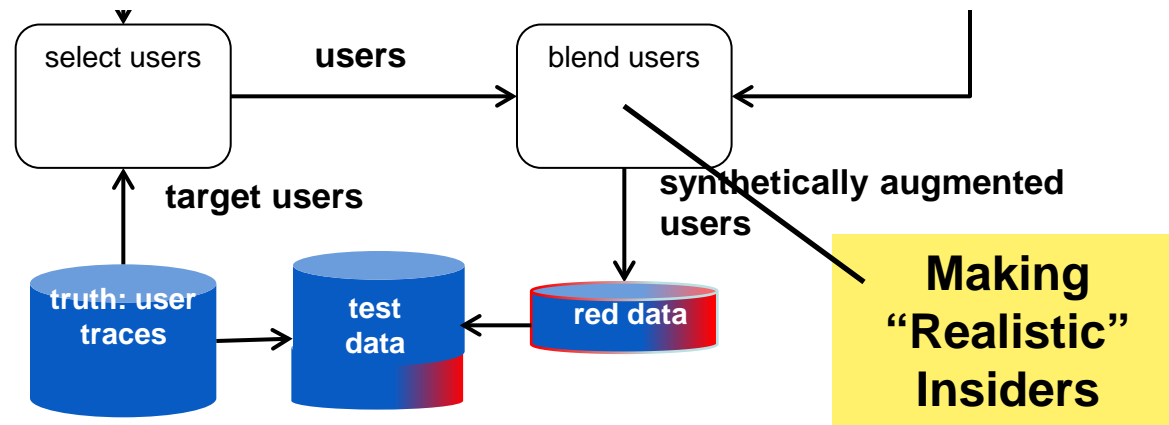 select users
users
blend users
target users
synthetically augmented
users
truth: user
traces
test
data
red data
Making
“Realistic”
Insiders